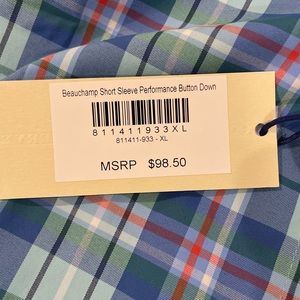 Beauchamp Short Sleeve Performance Button Down
811411933XL
811411-933 - XL
MSRP $98.50